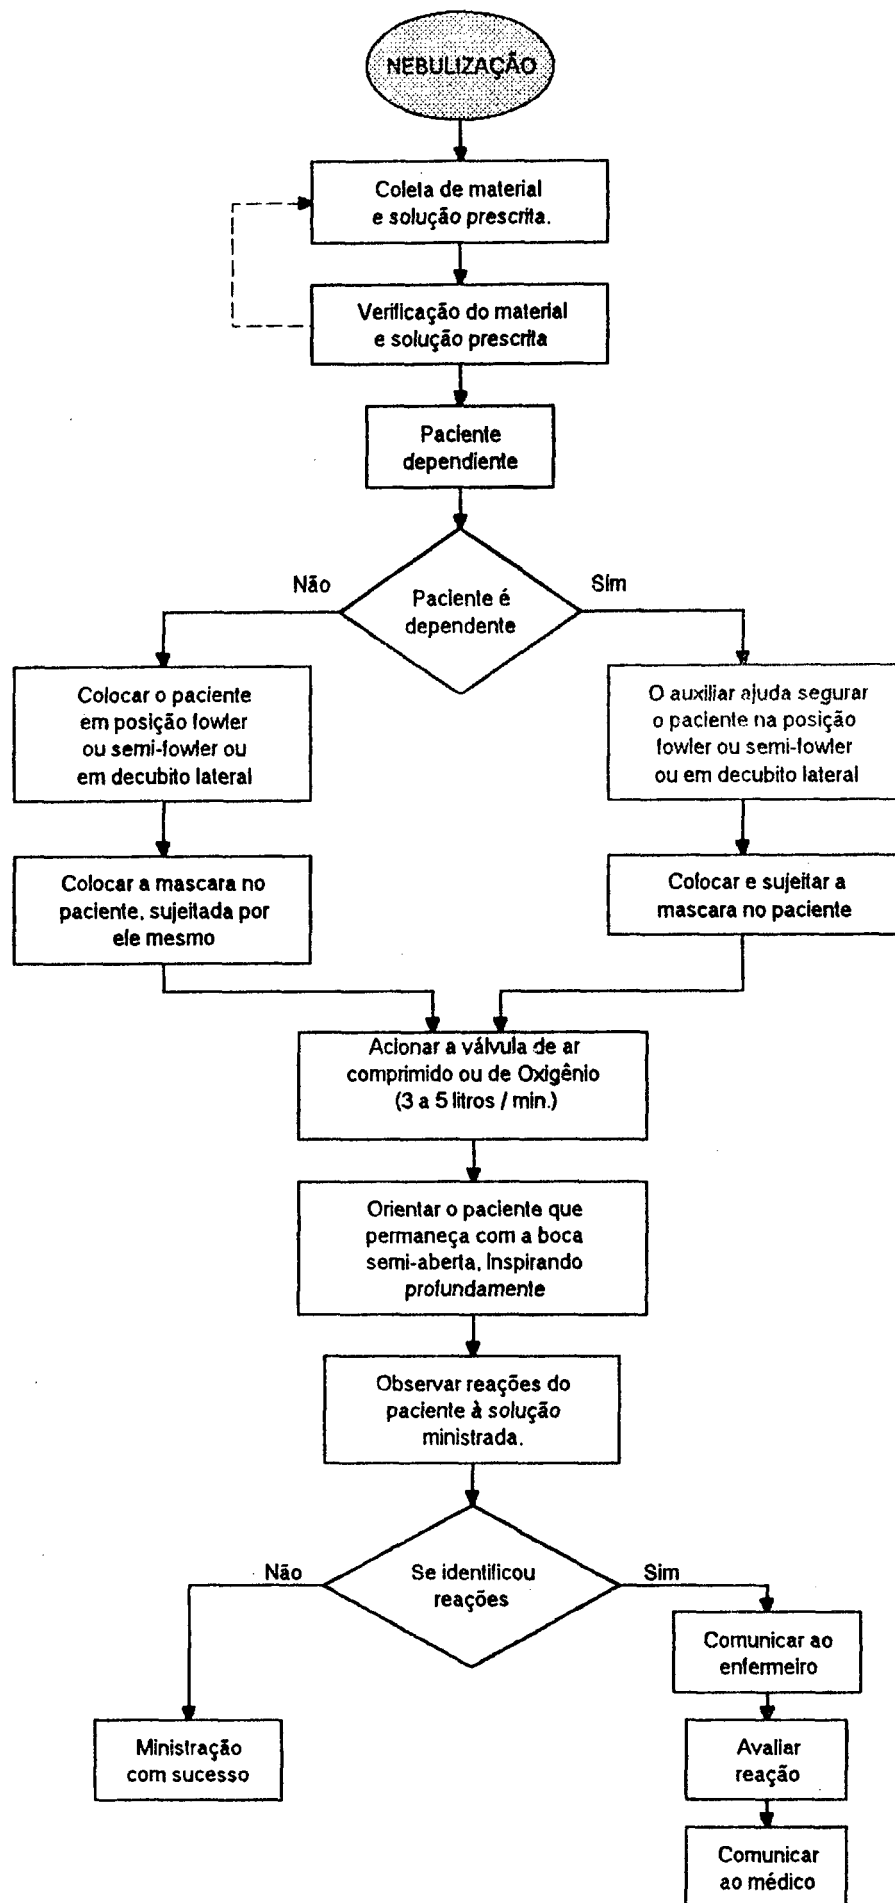 NEBULIZAÇÃO
Coleta de material
e solução prescrita.
Verificação do material
e solução prescrita
Paciente
dependiente
Não
Sim
Paciente é
dependente
Colocar o paciente
em posição fowler
ou semi-fowler ou
em decubito lateral
O auxiliar ajuda segurar
o paciente na posição
fowler ou semi-fowler
ou em decubito lateral
Colocar a mascara no
paciente, sujeitada por
ele mesmo
Colocar e sujeitar a
mascara no paciente
Acionar a válvula de ar
comprimido ou de Oxigênio
(3 a 5 litros / min.)
Orientar o paciente que
permaneça com a boca
semi-aberta, Inspirando
profundamente
Observar reações do
paciente à solução
ministrada.
Não
Se identificou
reações
Sim
Comunicar ao
enfermeiro
Ministração
com sucesso
Avaliar
reação
Comunicar
ao médico